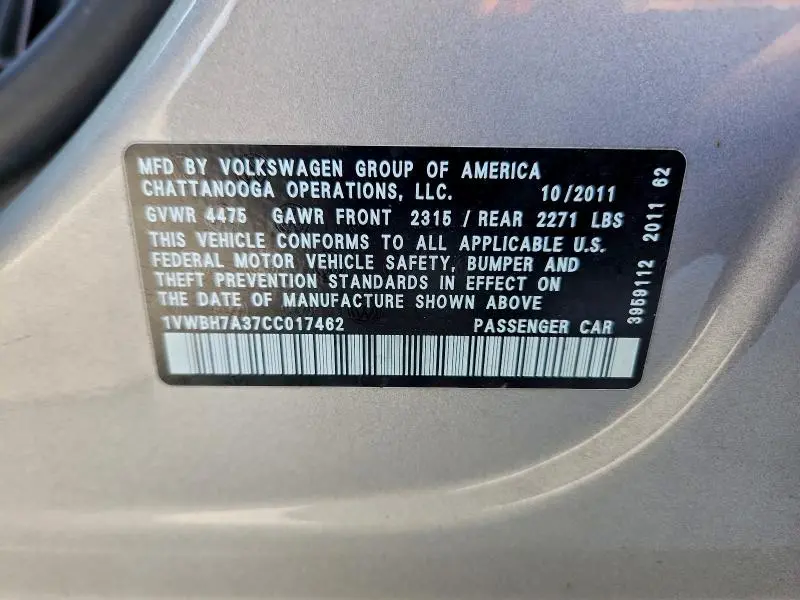 MFD BY VOLKSWAGEN GROUP OF AMERICA
CHATTANOOGA OPERATIONS, LLC. 10/2011
GVWR 4475 GAWR FRONT 2315 / REAR 2271 LBS
THIS VEHICLE CONFORMS TO ALL APPLICABLE U.S.
FEDERAL MOTOR VEHICLE SAFETY, BUMPER AND
THEFT PREVENTION STANDARDS IN EFFECT ON
THE DATE OF MANUFACTURE SHOWN ABOVE
1VWBH7A37CC017462 PASSENGER CAR
3959112 2011 62